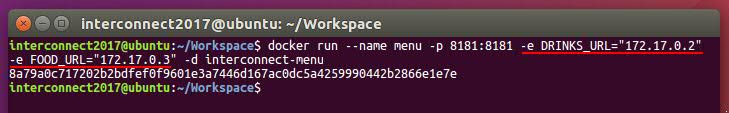 interconnect2017@ubuntu: ~/Workspace
interconnect2017@ubuntu:~/Workspace$ docker run --name menu -p 8181:8181 -e DRINKS_URL="172.17.0.2"
-e FOOD_URL="172.17.0.3" -d interconnect-menu
8a79a0c717202b2bdfef0f9601e3a7446d167ac0dc5a4259990442b2866e1e7e
interconnect2017@ubuntu:~/Workspace$